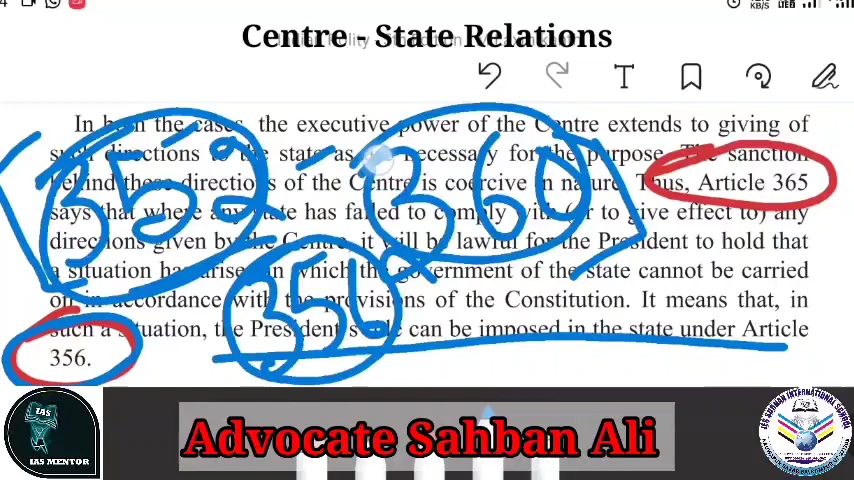 Centre - State Relations
KB/S
In both the cases, the executive power of the Centre extends to giving of
such directions to the state as necessary for the purpose. The sanction
behind these directions of the Centre is coercive in nature. Thus, Article 365
says that where any state has failed to comply with (or to give effect to) any
directions given by the Centre, it will be lawful for the President to hold that
a situation has arisen in which the government of the state cannot be carried
on in accordance with the provisions of the Constitution. It means that, in
such a situation, the President's rule can be imposed in the state under Article
356.
352 - 360
356
IAS
IAS MENTOR
Advocate Sahban Ali